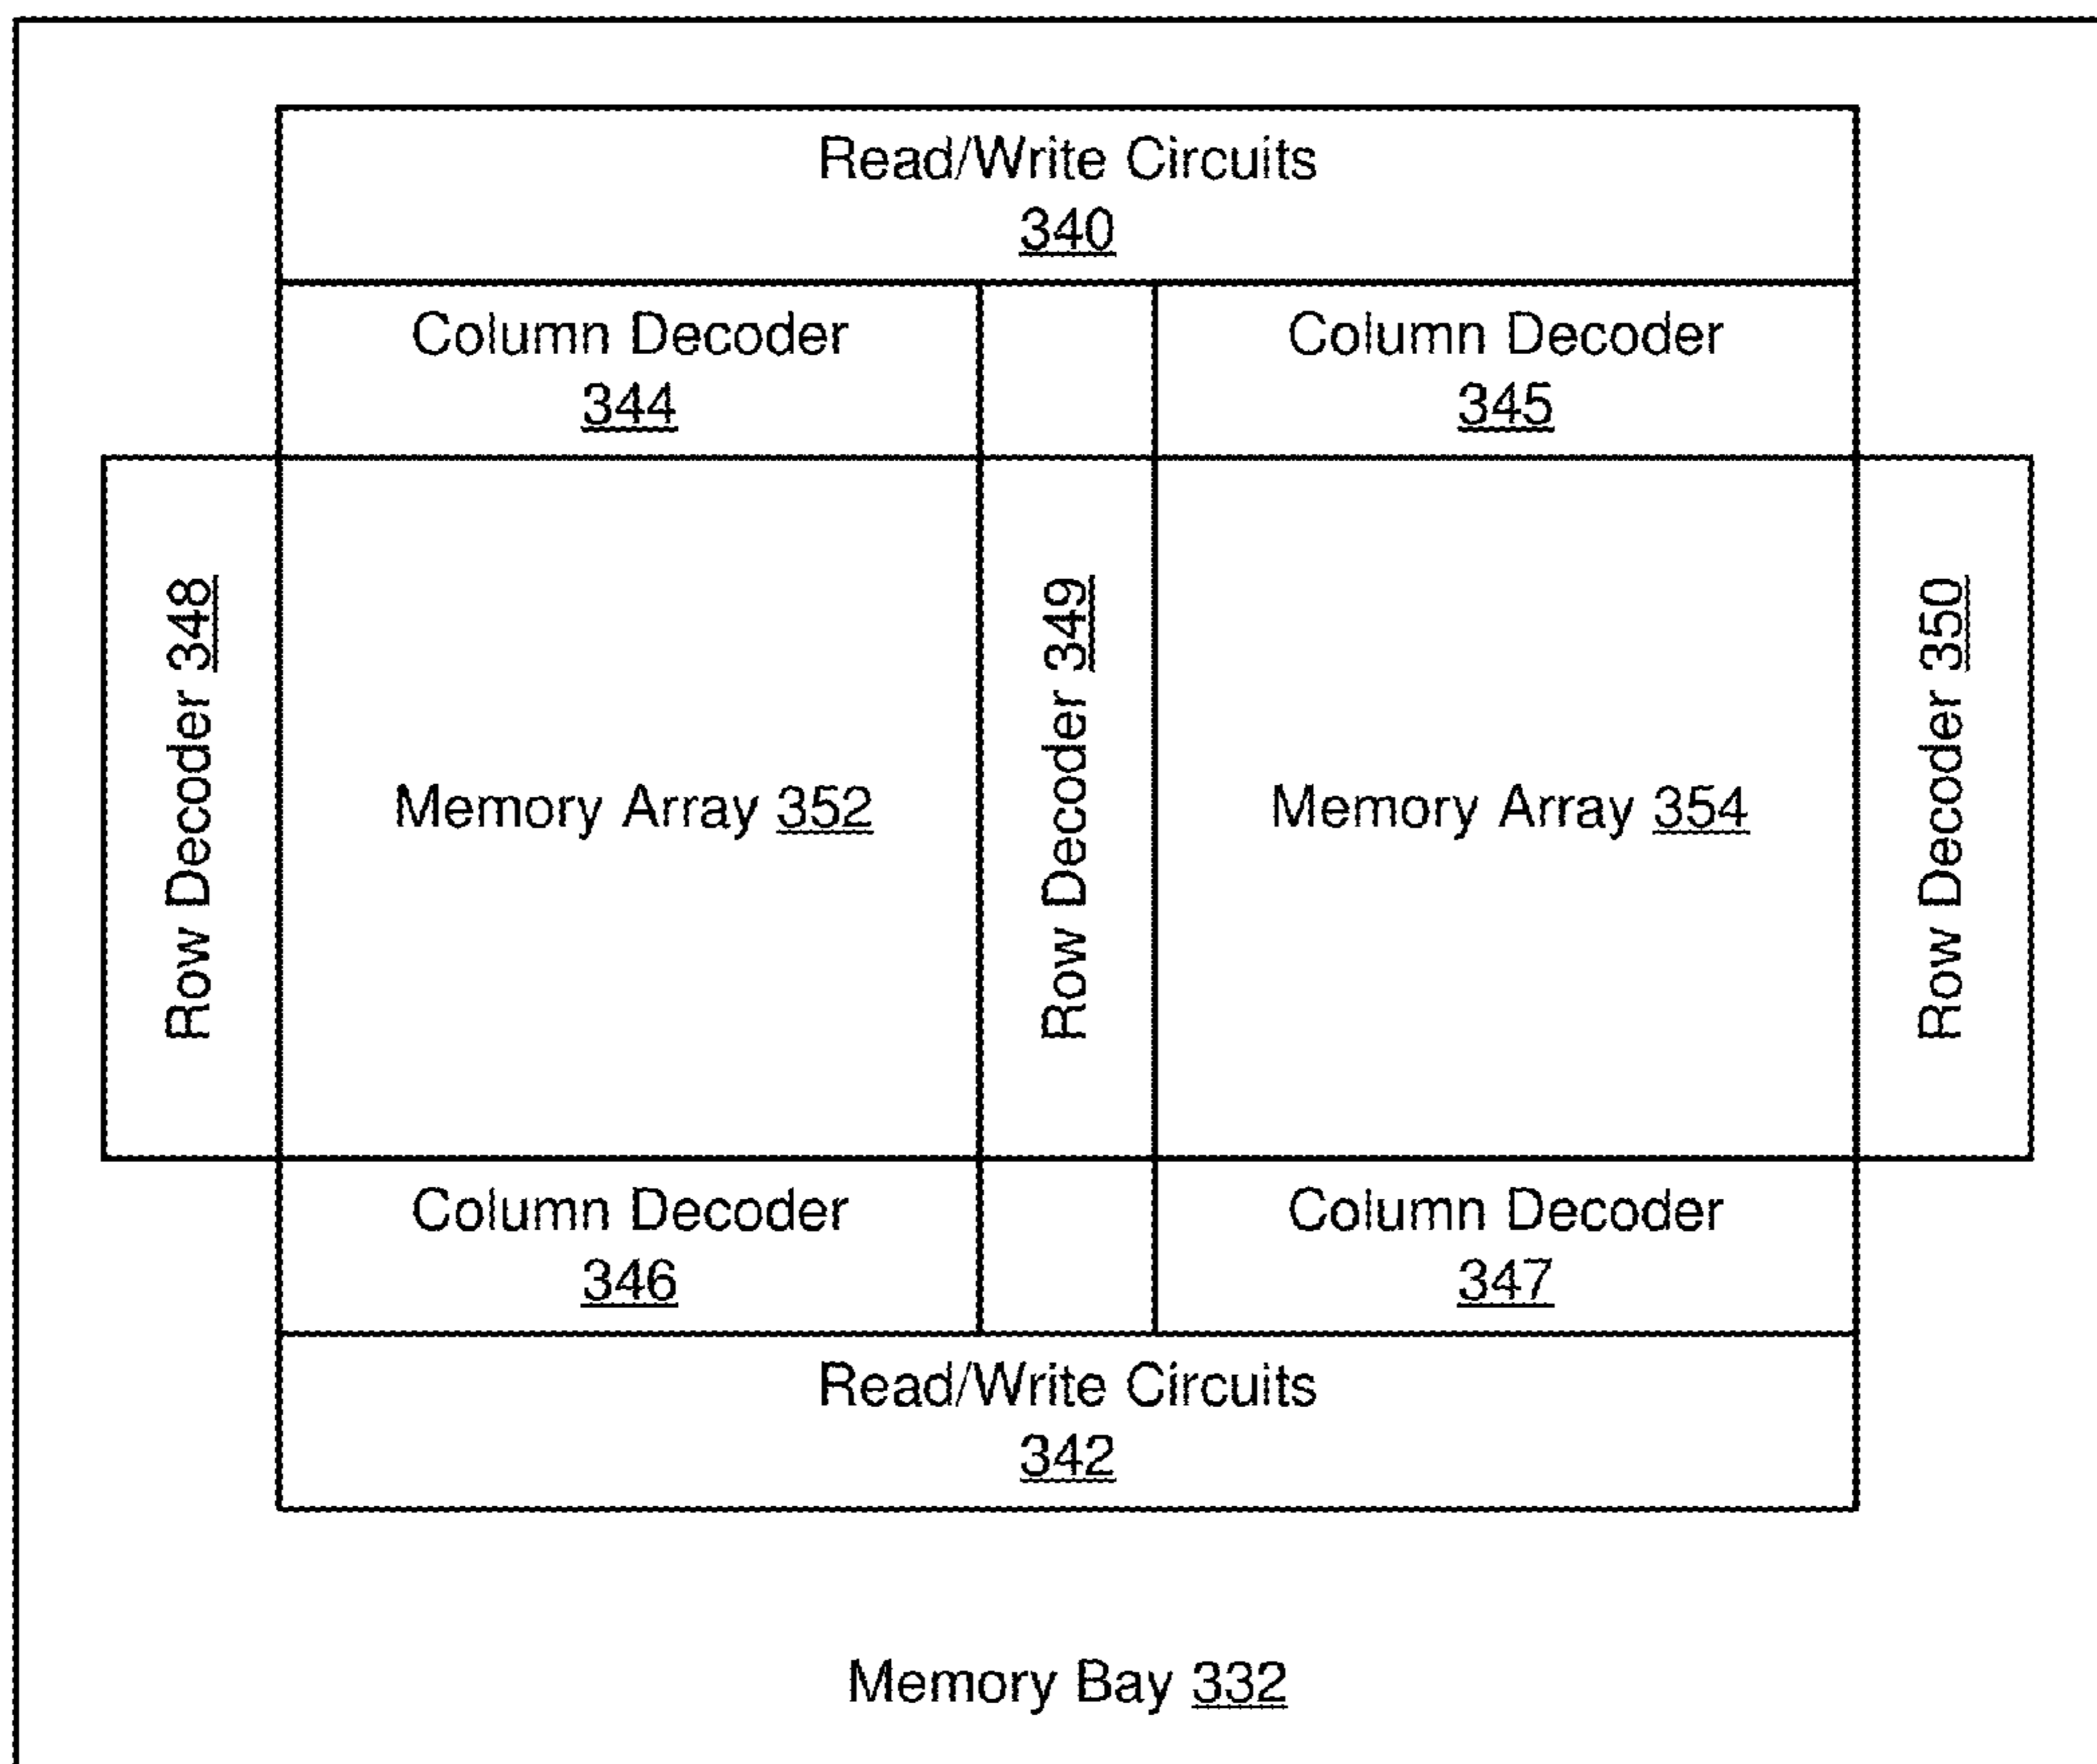 Read/Write Circuits
340
Column Decoder
344
Column Decoder
345
Row Decoder 348
Memory Array 352
Row Decoder 349
Memory Array 354
Row Decoder 350
Column Decoder
346
Column Decoder
347
Read/Write Circuits
342
Memory Bay 332